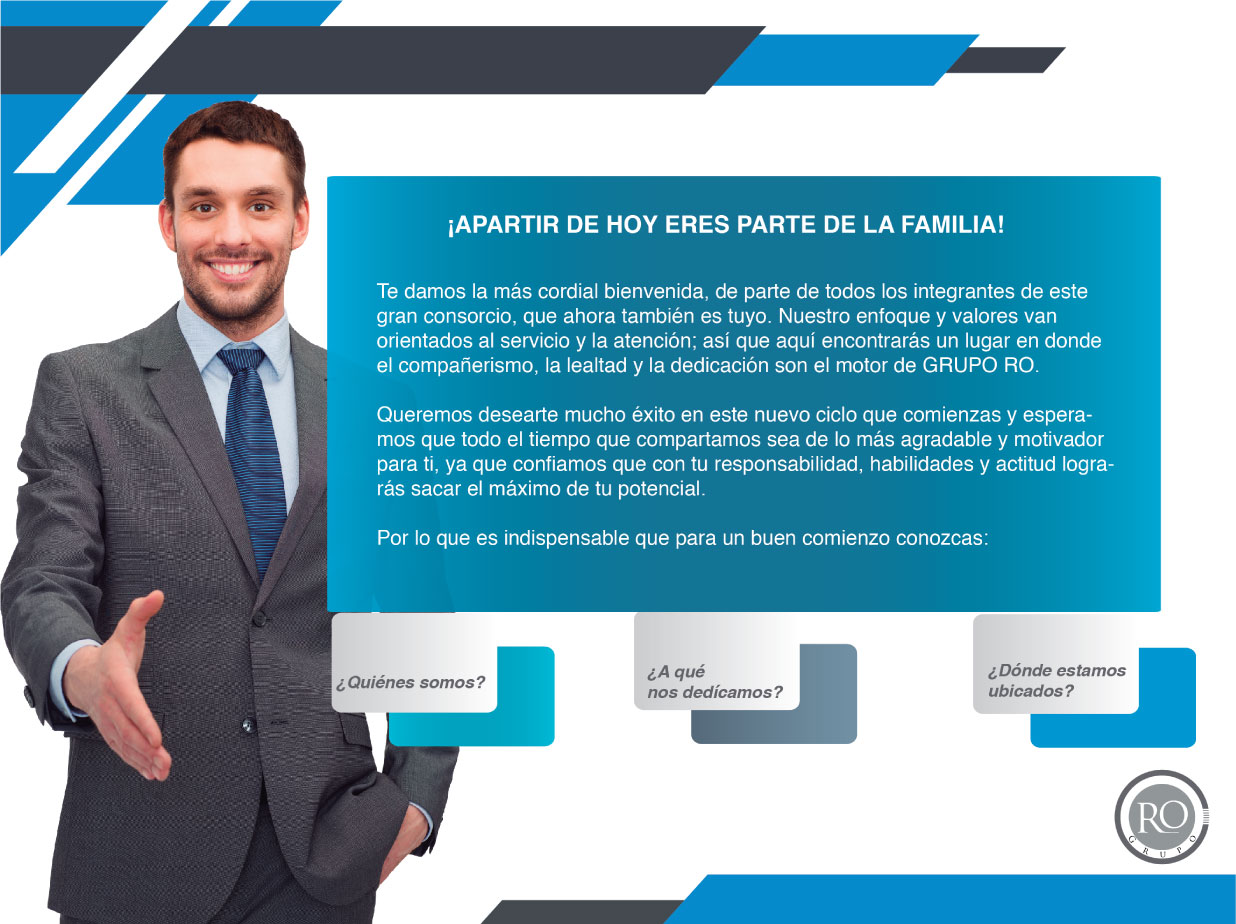 ¡APARTIR DE HOY ERES PARTE DE LA FAMILIA!
Te damos la más cordial bienvenida, de parte de todos los integrantes de este
gran consorcio, que ahora también es tuyo. Nuestro enfoque y valores van
orientados al servicio y la atención; así que aquí encontrarás un lugar en donde
el compañerismo, la lealtad y la dedicación son el motor de GRUPO RO.
Queremos desearte mucho éxito en este nuevo ciclo que comienzas y espera-
mos que todo el tiempo que compartamos sea de lo más agradable y motivador
para ti, ya que confiamos que con tu responsabilidad, habilidades y actitud logra-
rás sacar el máximo de tu potencial.
Por lo que es indispensable que para un buen comienzo conozcas:
¿Quiénes somos?
¿A qué
nos dedícamos?
¿Dónde estamos
ubicados?
RO
GRUPO